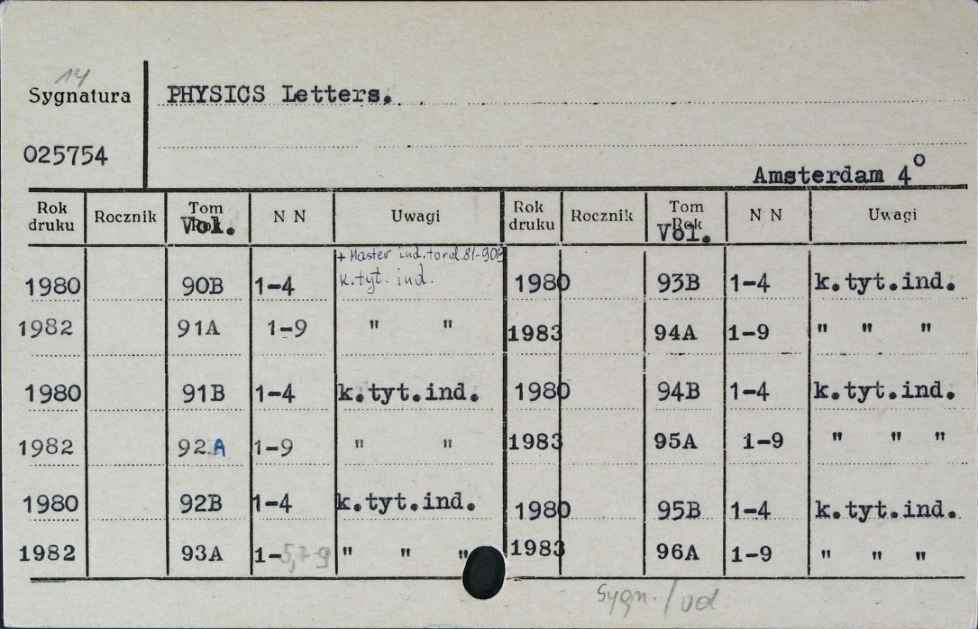 14
Sygnatura PHYSICS Letters.
025754
Amsterdam 4º
Rok druku Rocznik Tom Rok Vol. N N Uwagi Rok druku Rocznik Tom Rok Vol. N N Uwagi
+ Master ind. to vol. 81-90B
1980 90B 1-4 k.tyt. ind. 1980 93B 1-4 k.tyt.ind.
1982 91A 1-9 " " 1983 94A 1-9 " " "
1980 91B 1-4 k.tyt.ind. 1980 94B 1-4 k.tyt.ind.
1982 92A 1-9 " " 1983 95A 1-9 " " "
1980 92B 1-4 k.tyt.ind. 1980 95B 1-4 k.tyt.ind.
1982 93A 1-5,7-9 " " " 1983 96A 1-9 " " "
Sygn.